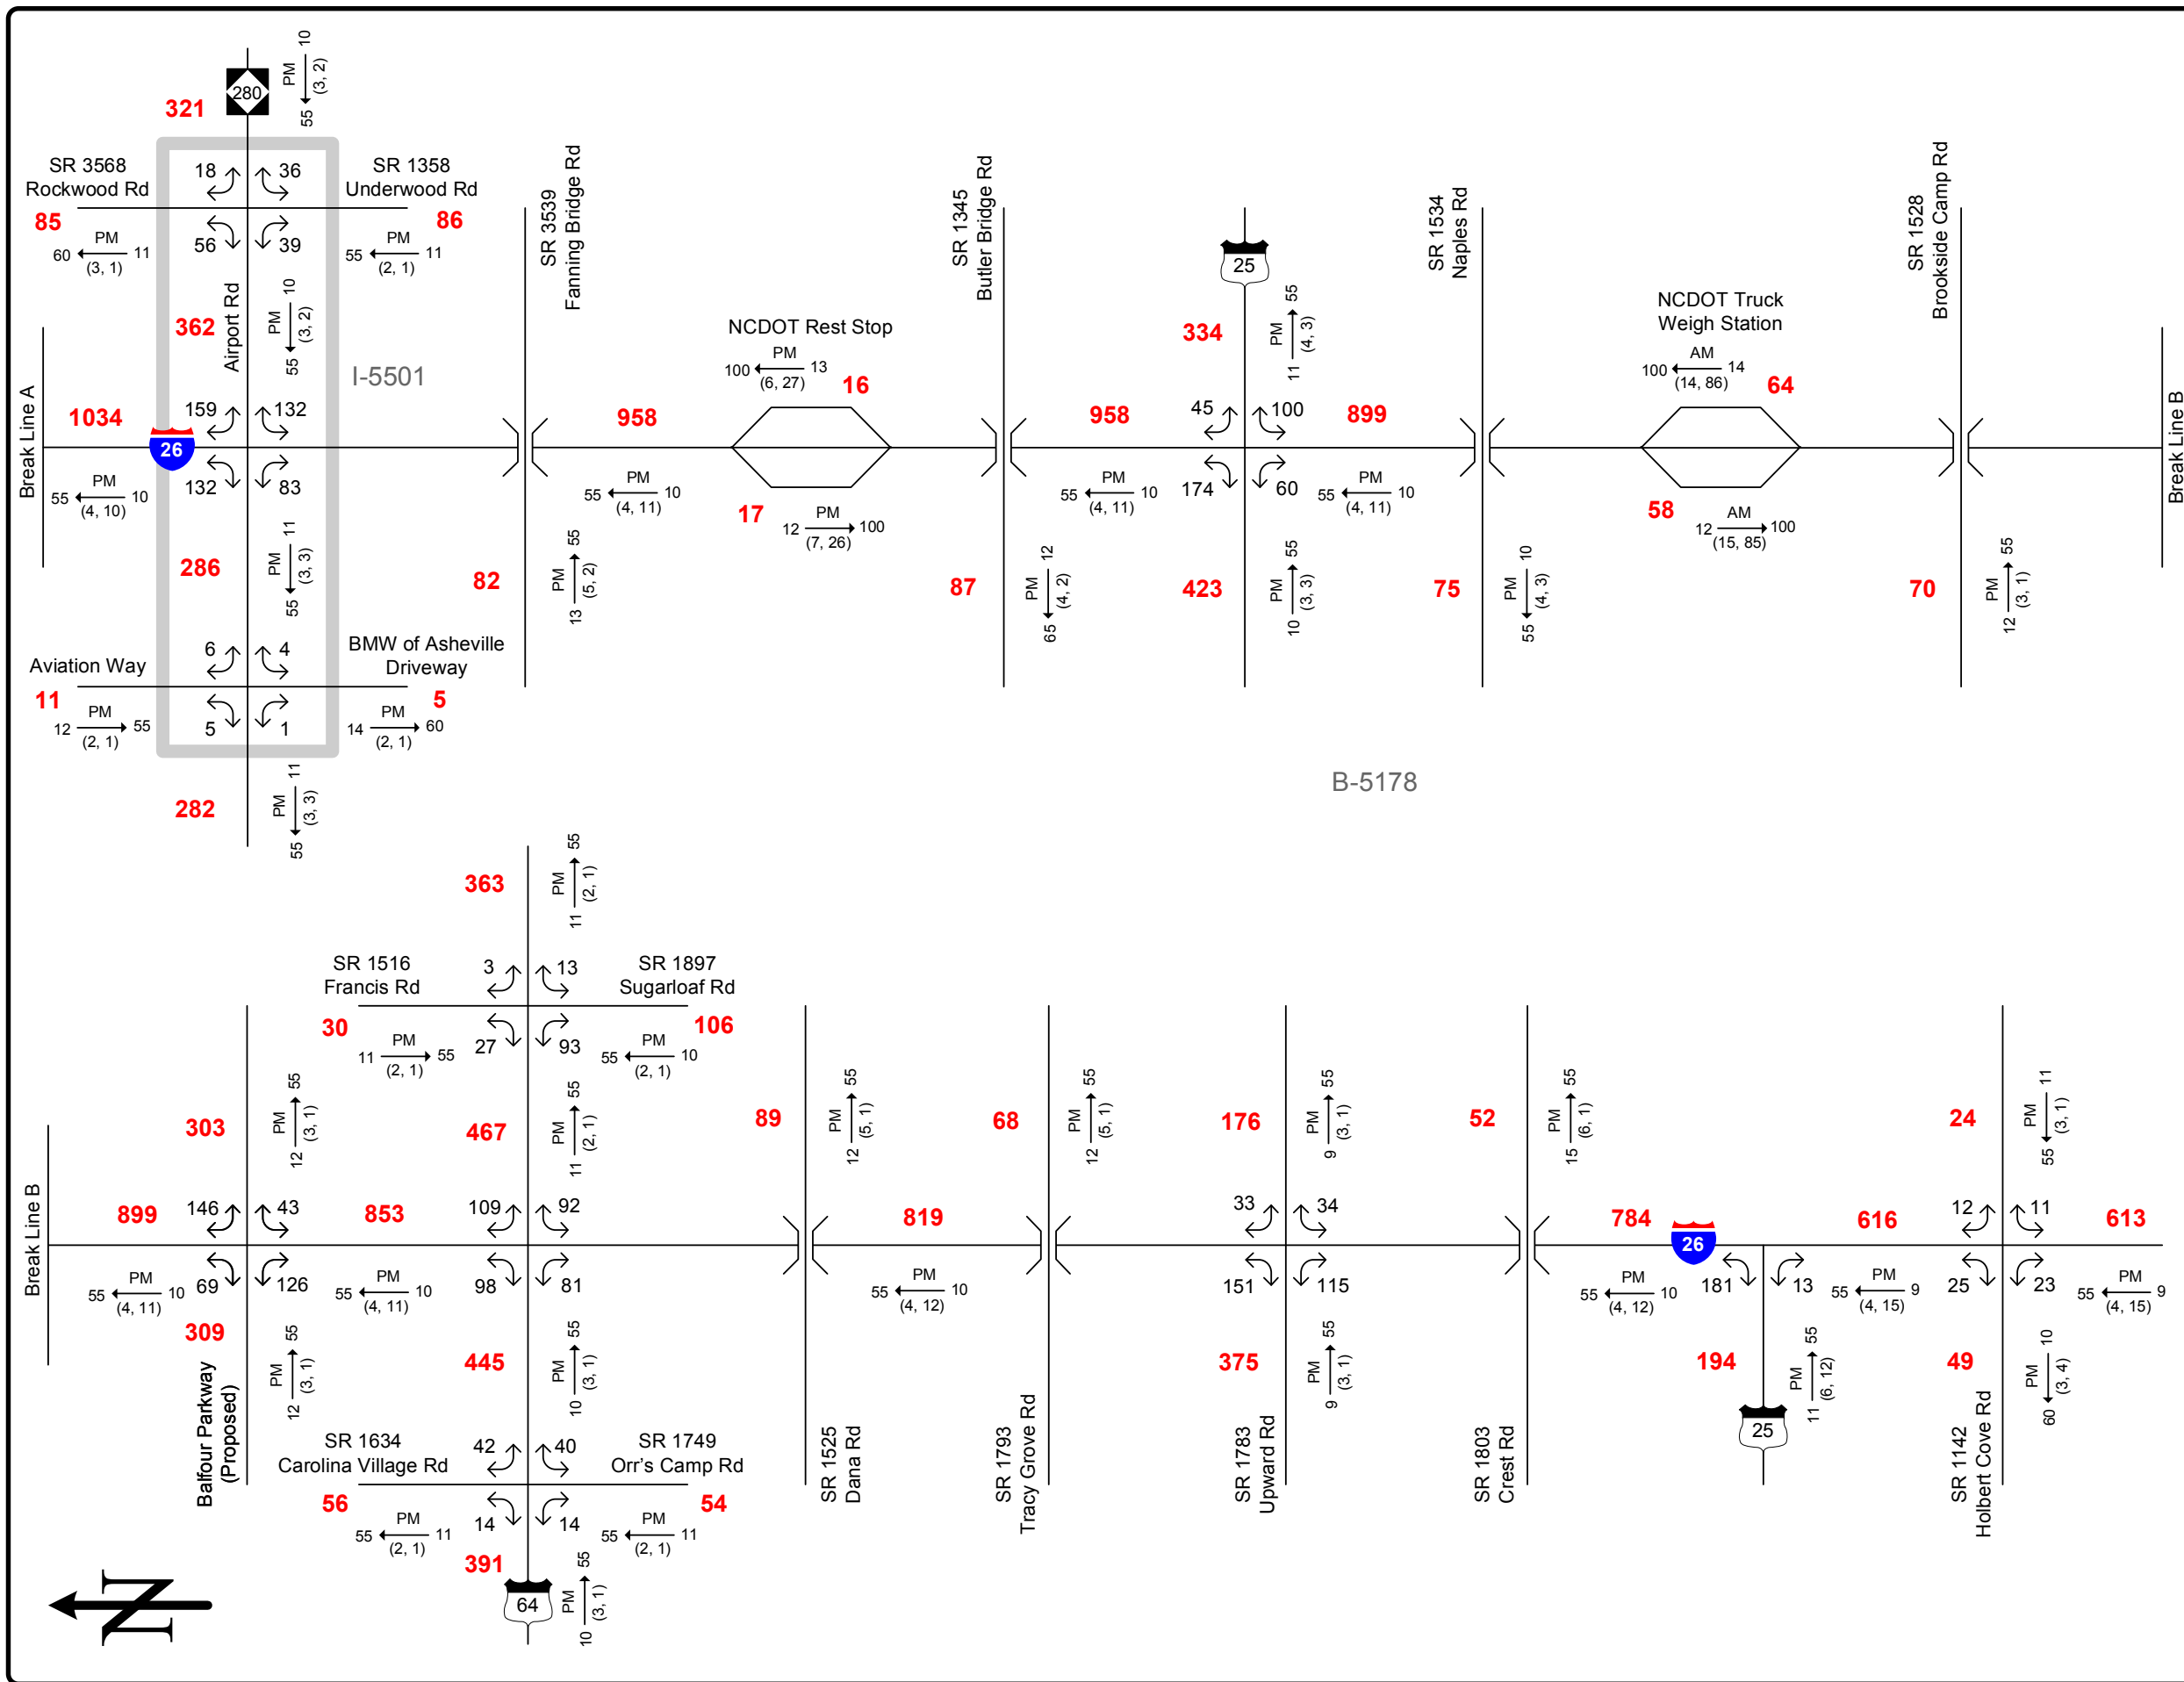 280
321
10
PM
(3, 2)
55
SR 3568
Rockwood Rd
SR 1358
Underwood Rd
18
36
56
39
85
60 PM 11
(3, 1)
86
55 PM 11
(2, 1)
362
Airport Rd
10
PM
(3, 2)
55
I-5501
Break Line A
1034
26
55 PM 10
(4, 10)
159
132
132
83
286
11
PM
(3, 3)
55
Aviation Way
BMW of Asheville
Driveway
6
4
5
1
11
12 PM 55
(2, 1)
5
14 PM 60
(2, 1)
282
11
PM
(3, 3)
55
SR 3539
Fanning Bridge Rd
82
55
PM
(5, 2)
13
958
55 PM 10
(4, 11)
NCDOT Rest Stop
100 PM 13
(6, 27)
16
17
12 PM 100
(7, 26)
SR 1345
Butler Bridge Rd
87
12
PM
(4, 2)
65
958
55 PM 10
(4, 11)
25
334
55
PM
(4, 3)
11
45
100
174
60
423
55
PM
(3, 3)
10
899
55 PM 10
(4, 11)
SR 1534
Naples Rd
75
10
PM
(4, 3)
55
NCDOT Truck
Weigh Station
100 AM 14
(14, 86)
64
58
12 AM 100
(15, 85)
SR 1528
Brookside Camp Rd
70
55
PM
(3, 1)
12
Break Line B
B-5178
Break Line B
899
55 PM 10
(4, 11)
303
55
PM
(3, 1)
12
146
43
69
126
309
Balfour Parkway
(Proposed)
55
PM
(3, 1)
12
853
55 PM 10
(4, 11)
363
55
PM
(2, 1)
11
SR 1516
Francis Rd
SR 1897
Sugarloaf Rd
3
13
27
93
30
11 PM 55
(2, 1)
106
55 PM 10
(2, 1)
467
55
PM
(2, 1)
11
109
92
98
81
445
55
PM
(3, 1)
10
SR 1634
Carolina Village Rd
SR 1749
Orr's Camp Rd
42
40
14
14
56
55 PM 11
(2, 1)
54
55 PM 11
(2, 1)
391
64
55
PM
(3, 1)
10
89
55
PM
(5, 1)
12
SR 1525
Dana Rd
819
55 PM 10
(4, 12)
68
55
PM
(5, 1)
12
SR 1793
Tracy Grove Rd
176
55
PM
(3, 1)
9
33
34
151
115
375
55
PM
(3, 1)
9
SR 1783
Upward Rd
52
55
PM
(6, 1)
15
SR 1803
Crest Rd
784
26
55 PM 10
(4, 12)
181
13
194
55
PM
(6, 12)
11
25
616
55 PM 9
(4, 15)
24
11
PM
(3, 1)
55
12
11
25
23
49
10
PM
(3, 4)
60
SR 1142
Holbert Cove Rd
613
55 PM 9
(4, 15)
N